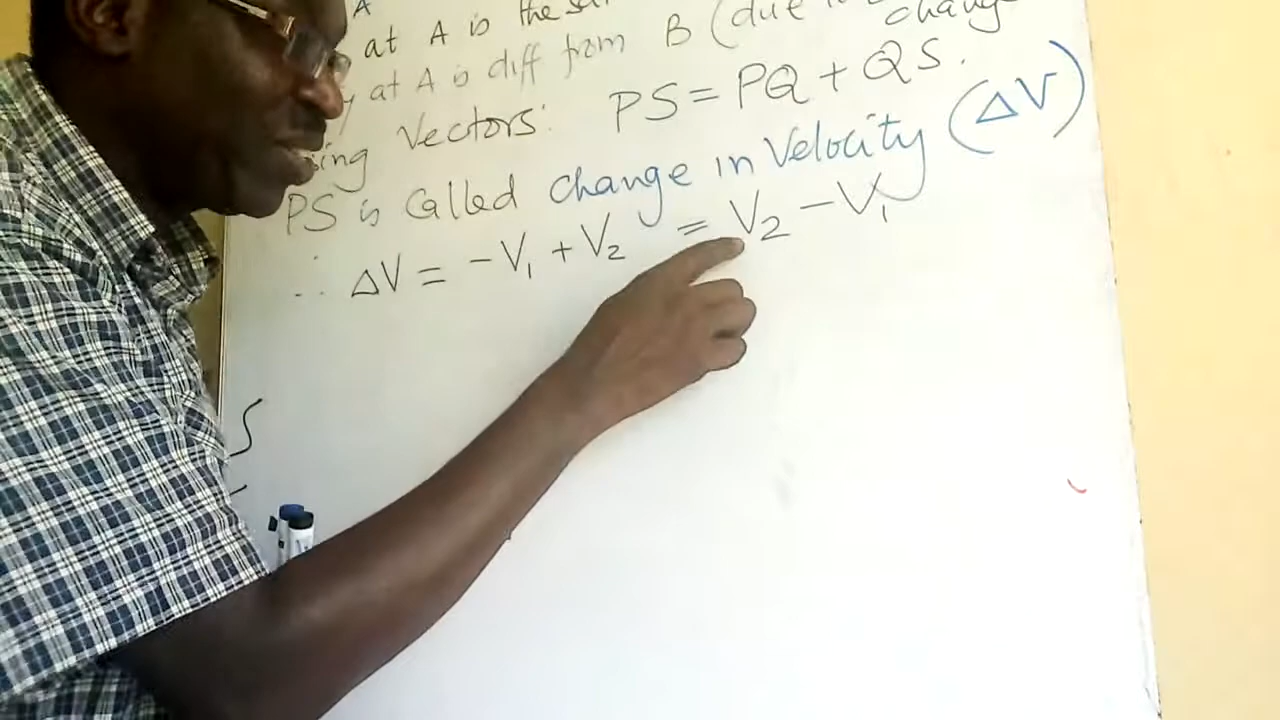 A
at A is the
at A is diff from B (due change
Vectors: PS = PQ + QS.
PS is Called Change in Velocity (ΔV)
∴ ΔV = -V₁ + V₂ = V₂ - V₁
S